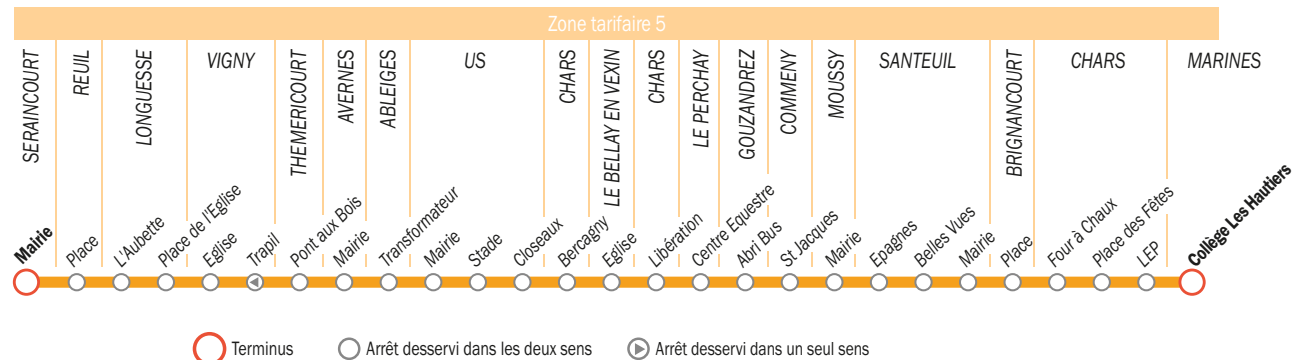 Zone tarifaire 5
SERAINCOURT
REUIL
LONGUESSE
VIGNY
THEMERICOURT
AVERNES
ABLEIGES
US
CHARS
LE BELLAY EN VEXIN
CHARS
LE PERCHAY
GOUZANDREZ
COMMENY
MOUSSY
SANTEUIL
BRIGNANCOURT
CHARS
MARINES
Mairie
Place
L'Aubette
Place de l'Eglise
Eglise
Trapil
Pont aux Bois
Mairie
Transformateur
Mairie
Stade
Closeaux
Bercagny
Eglise
Libération
Centre Equestre
Abri Bus
St Jacques
Mairie
Epagnes
Belles Vues
Mairie
Place
Four à Chaux
Place des Fêtes
LEP
Collège Les Hautiers
Terminus
Arrêt desservi dans les deux sens
Arrêt desservi dans un seul sens